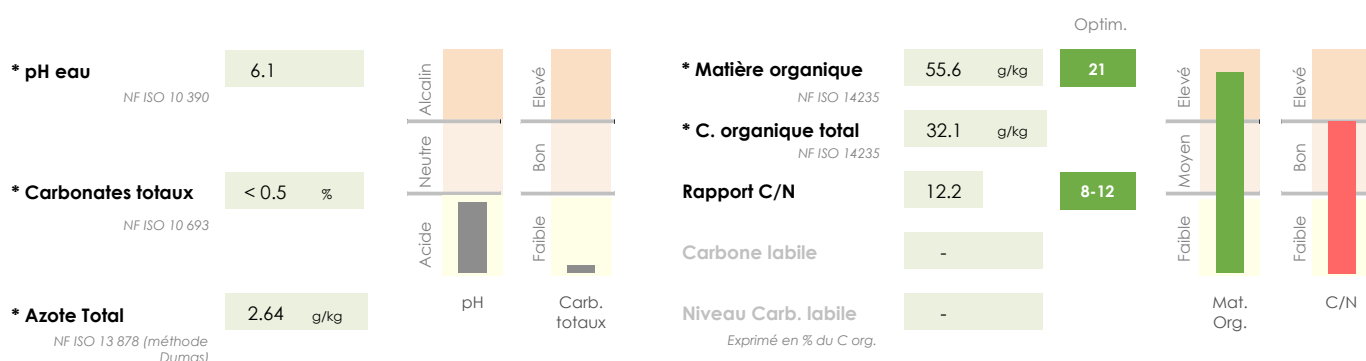 Optim.
* pH eau 6.1
NF ISO 10 390
Alcalin
Neutre
Acide
pH
Elevé
Bon
Faible
Carb.
totaux
* Carbonates totaux < 0.5 %
NF ISO 10 693
* Azote Total 2.64 g/kg
NF ISO 13 878 (méthode
Dumas)
* Matière organique 55.6 g/kg 21
NF ISO 14235
* C. organique total 32.1 g/kg
NF ISO 14235
Rapport C/N 12.2 8-12
Carbone labile -
Niveau Carb. labile -
Exprimé en % du C org.
Elevé
Moyen
Faible
Mat.
Org.
Elevé
Bon
Faible
C/N